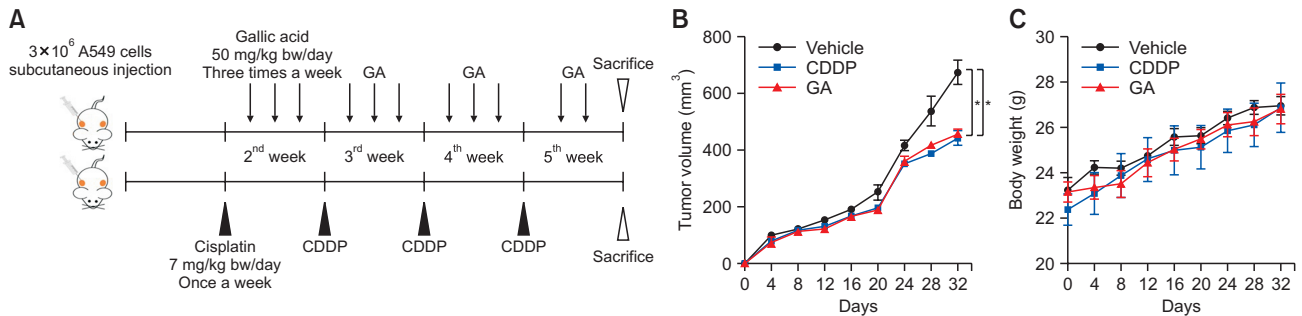 A
3×10⁶ A549 cells
subcutaneous injection
Gallic acid
50 mg/kg bw/day
Three times a week
GA
GA
GA
Sacrifice
2ⁿᵈ week
3ʳᵈ week
4ᵗʰ week
5ᵗʰ week
Cisplatin
7 mg/kg bw/day
Once a week
CDDP
CDDP
CDDP
Sacrifice
B
Tumor volume (mm³)
800
600
400
200
0
Vehicle
CDDP
GA
* *
0 4 8 12 16 20 24 28 32
Days
C
Body weight (g)
30
28
26
24
22
20
Vehicle
CDDP
GA
0 4 8 12 16 20 24 28 32
Days